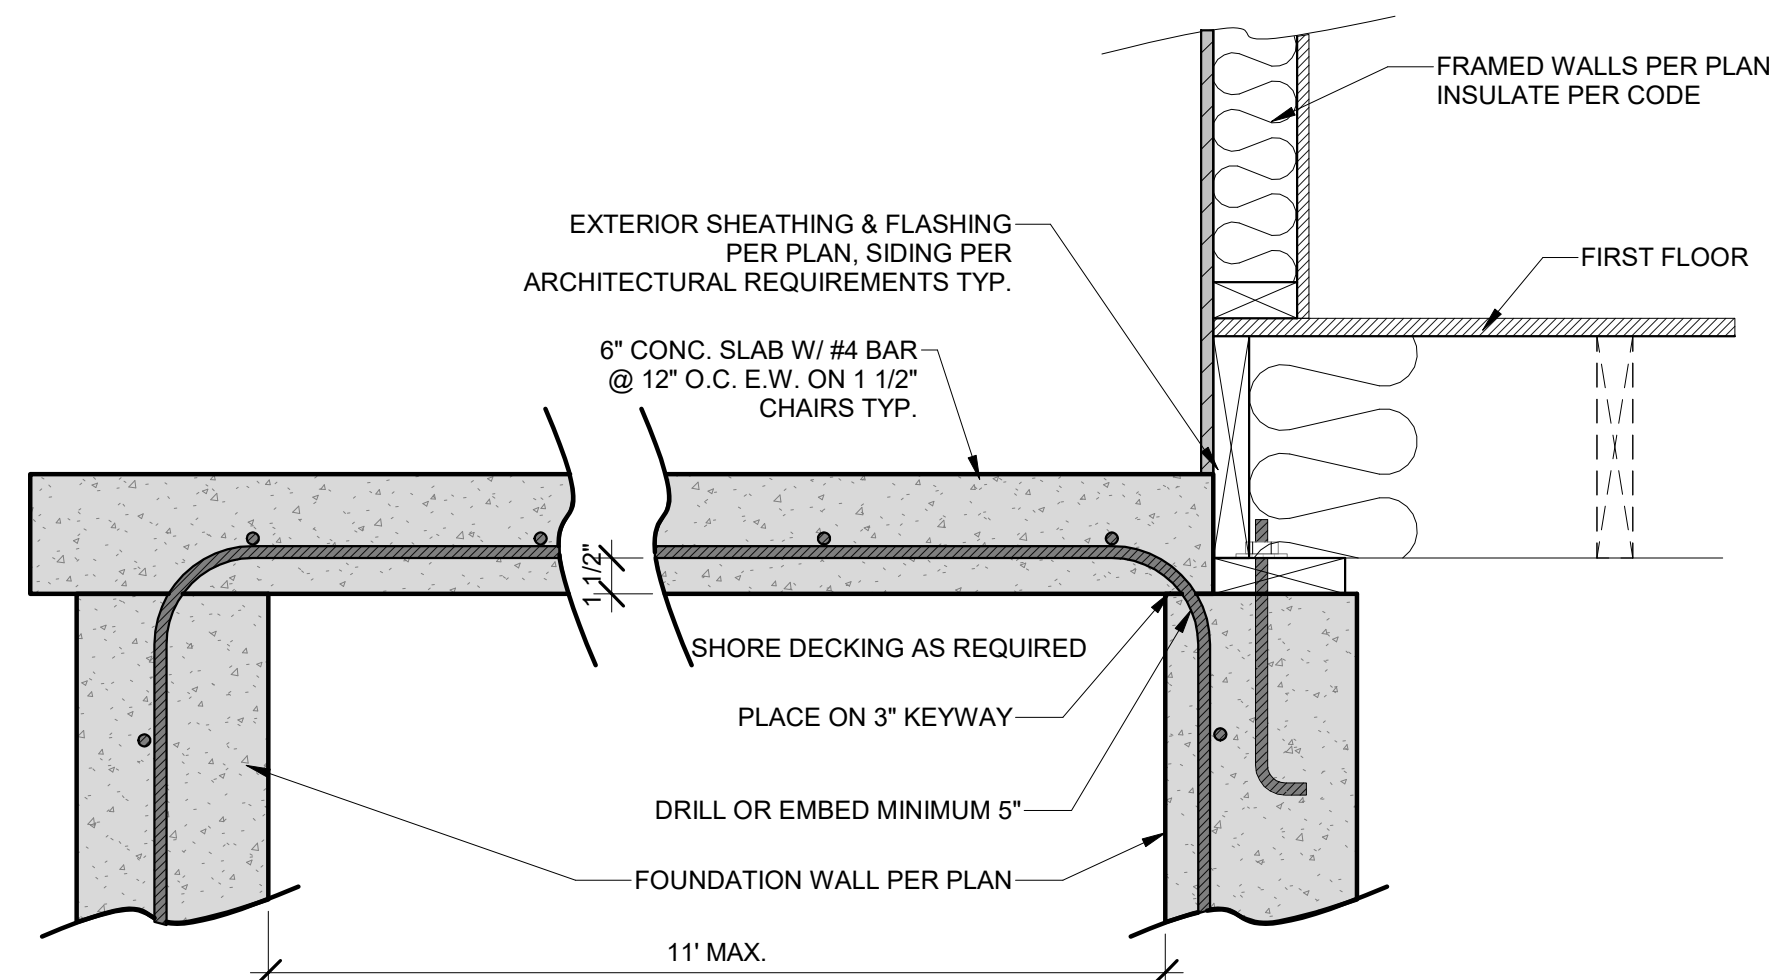 FRAMED WALLS PER PLAN
INSULATE PER CODE
EXTERIOR SHEATHING & FLASHING
PER PLAN, SIDING PER
ARCHITECTURAL REQUIREMENTS TYP.
FIRST FLOOR
6" CONC. SLAB W/ #4 BAR
@ 12" O.C. E.W. ON 1 1/2"
CHAIRS TYP.
1 1/2"
SHORE DECKING AS REQUIRED
PLACE ON 3" KEYWAY
DRILL OR EMBED MINIMUM 5"
FOUNDATION WALL PER PLAN
11' MAX.